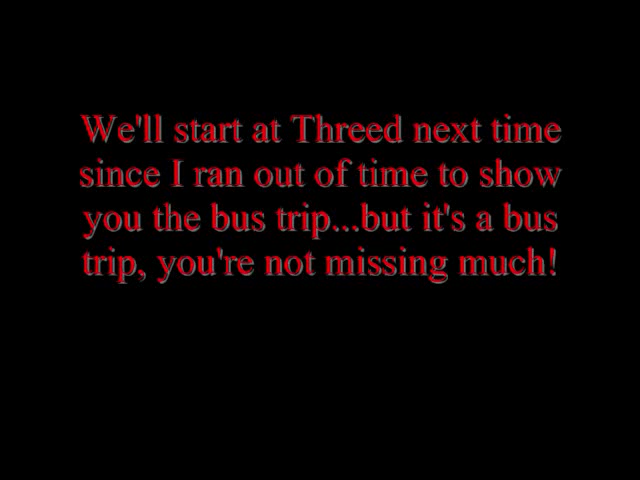 We'll start at Threed next time
since I ran out of time to show
you the bus trip...but it's a bus
trip, you're not missing much!